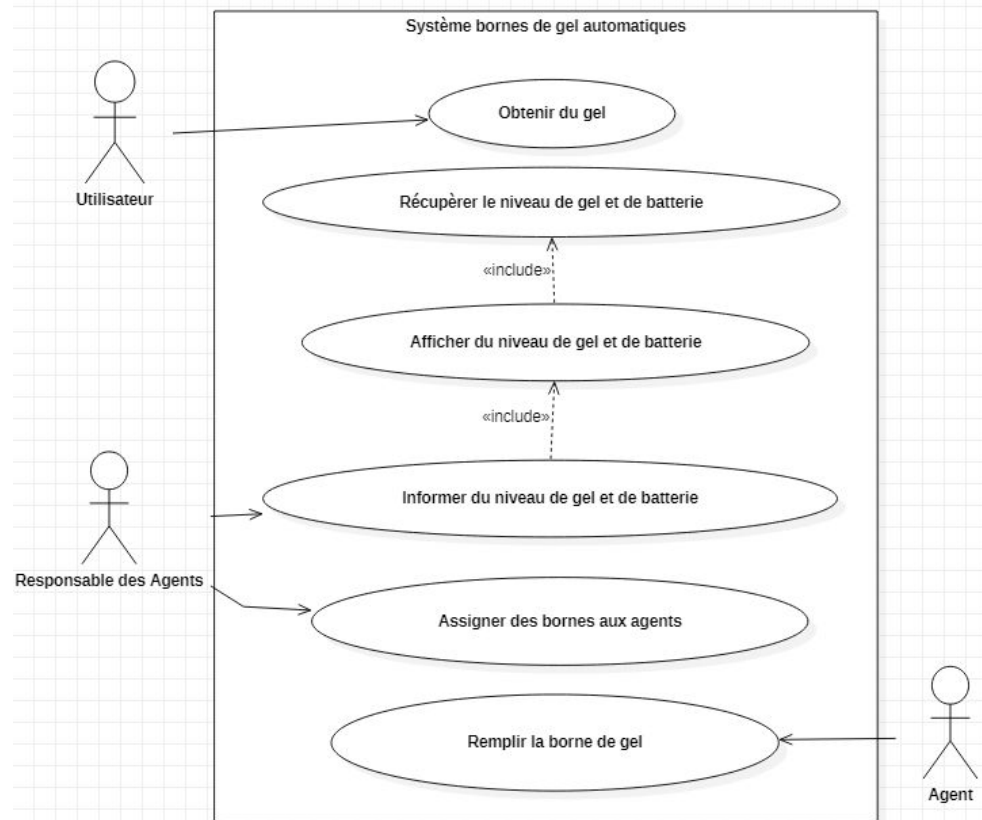 Système bornes de gel automatiques
Obtenir du gel
Utilisateur
Récupèrer le niveau de gel et de batterie
«include»
Afficher du niveau de gel et de batterie
«include»
Informer du niveau de gel et de batterie
Responsable des Agents
Assigner des bornes aux agents
Remplir la borne de gel
Agent